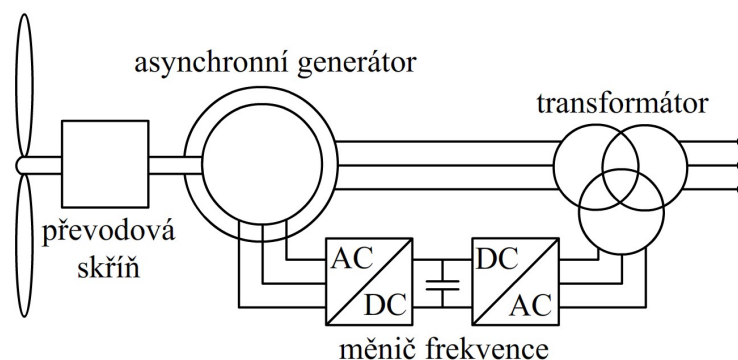 asynchronní generátor
transformátor
převodová
skříň
AC
DC
DC
AC
měnič frekvence